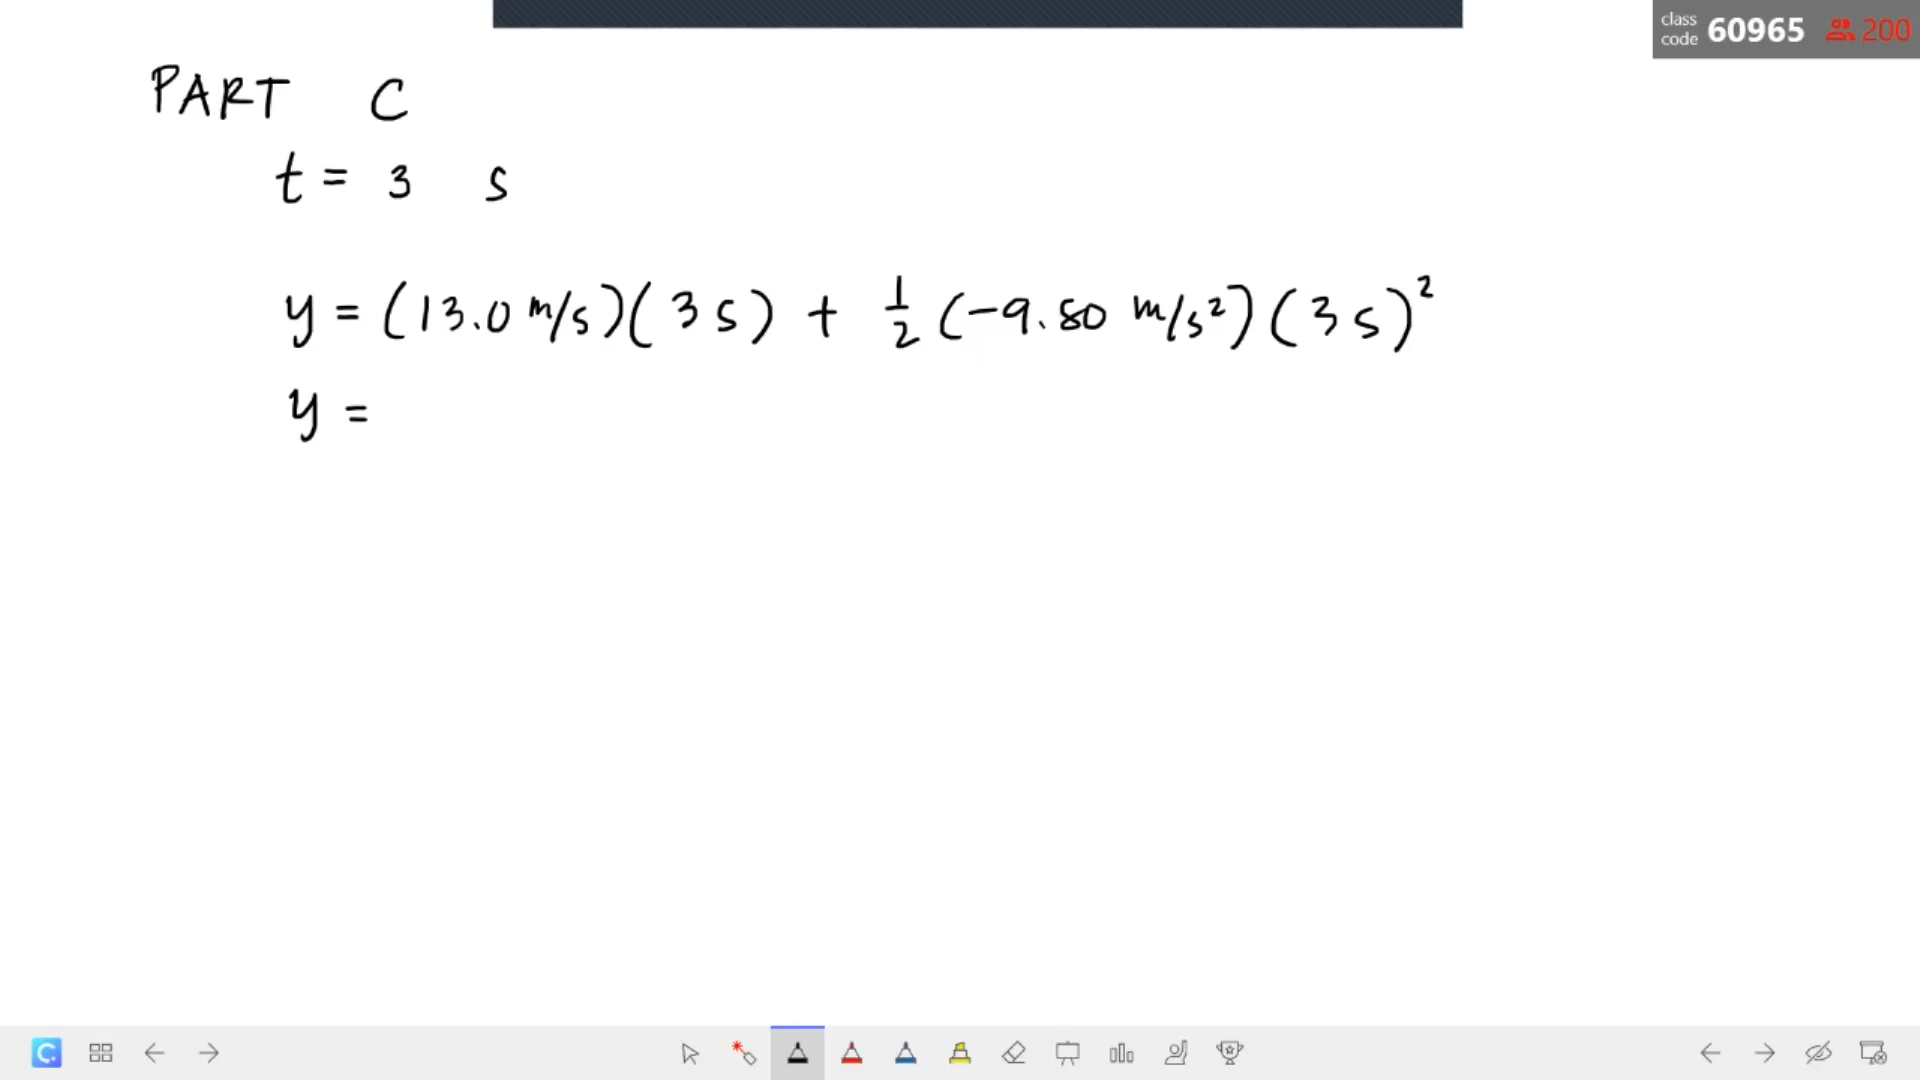 class code 60965 200
PART C
t = 3 s
y = (13.0 m/s)(3 s) + ½ (-9.80 m/s²)(3 s)²
y =